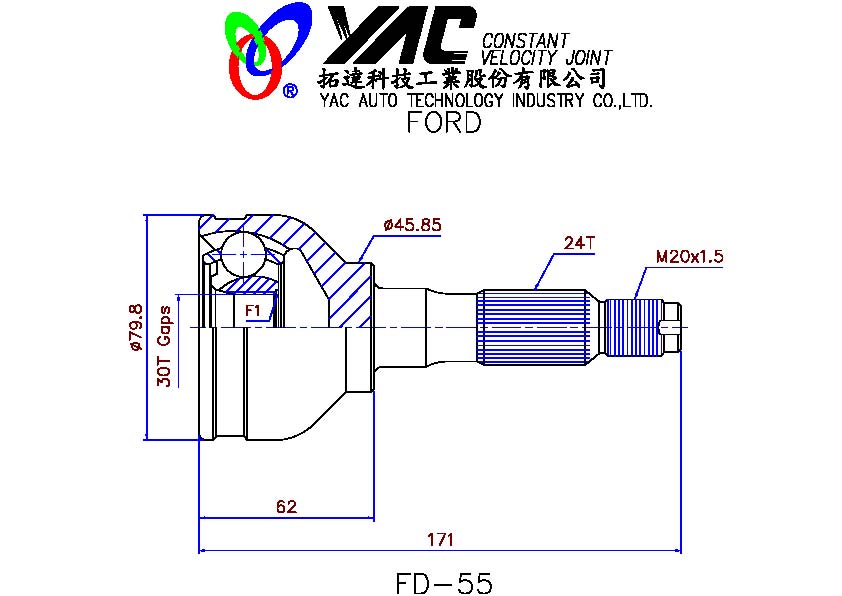 YAC CONSTANT
VELOCITY JOINT
®
拓達科技工業股份有限公司
YAC AUTO TECHNOLOGY INDUSTRY CO.,LTD.
FORD
ø45.85
24T
M20x1.5
ø79.8
30T Gaps
F1
62
171
FD-55